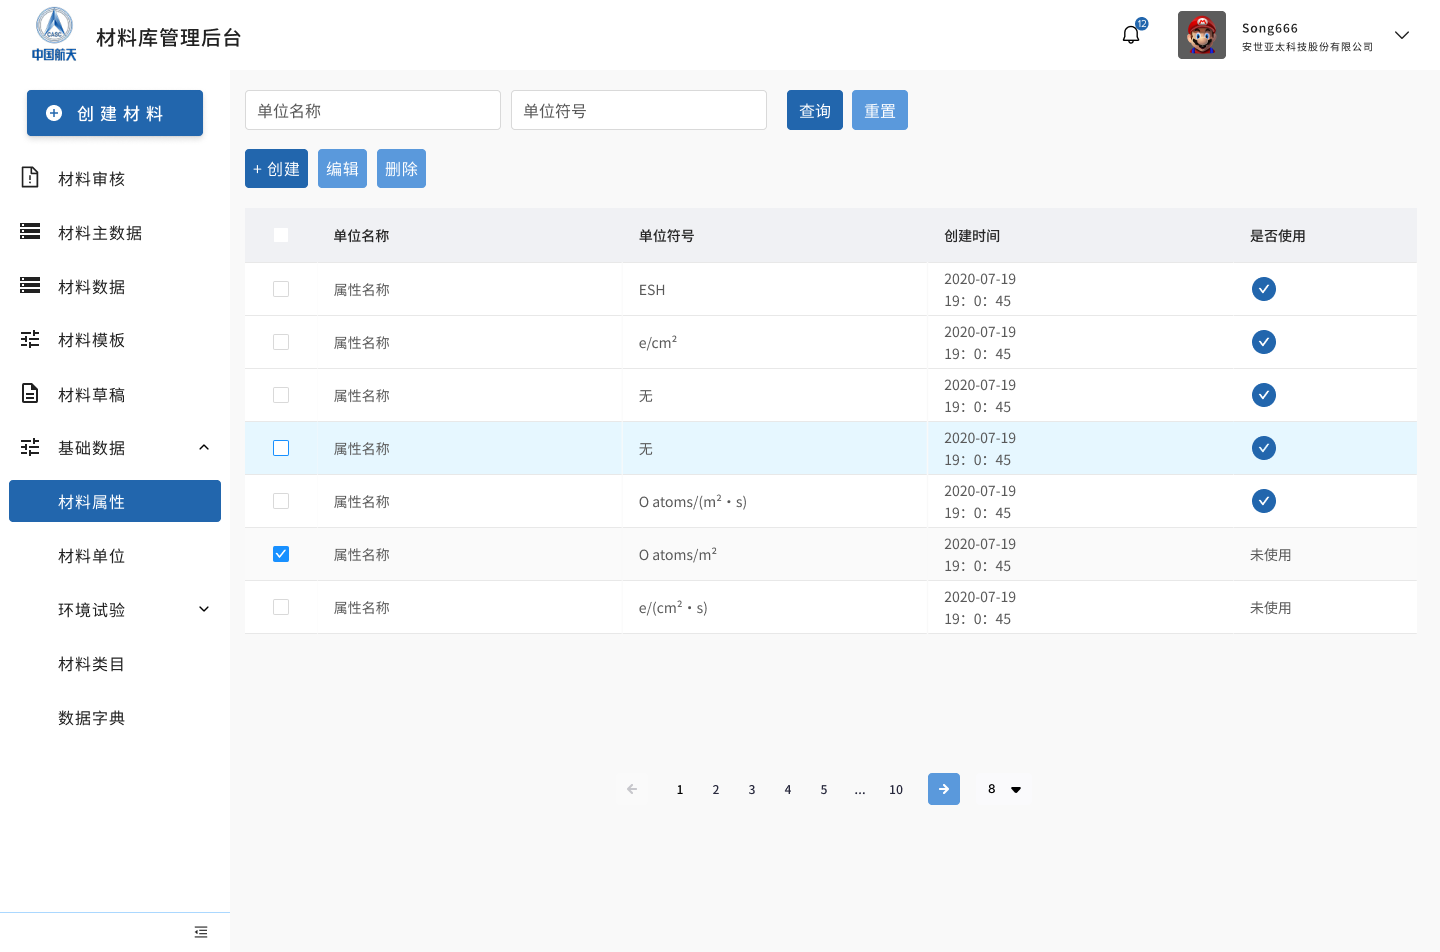 CASC
中国航天
材料库管理后台
12
Song666
安世亚太科技股份有限公司
创建材料
材料审核
材料主数据
材料数据
材料模板
材料草稿
基础数据
材料属性
材料单位
环境试验
材料类目
数据字典
单位名称
单位符号
查询
重置
+ 创建
编辑
删除
单位名称 单位符号 创建时间 是否使用
属性名称 ESH 2020-07-19
19：0：45
属性名称 e/cm² 2020-07-19
19：0：45
属性名称 无 2020-07-19
19：0：45
属性名称 无 2020-07-19
19：0：45
属性名称 O atoms/(m²·s) 2020-07-19
19：0：45
属性名称 O atoms/m² 2020-07-19
19：0：45 未使用
属性名称 e/(cm²·s) 2020-07-19
19：0：45 未使用
1 2 3 4 5 ... 10 8